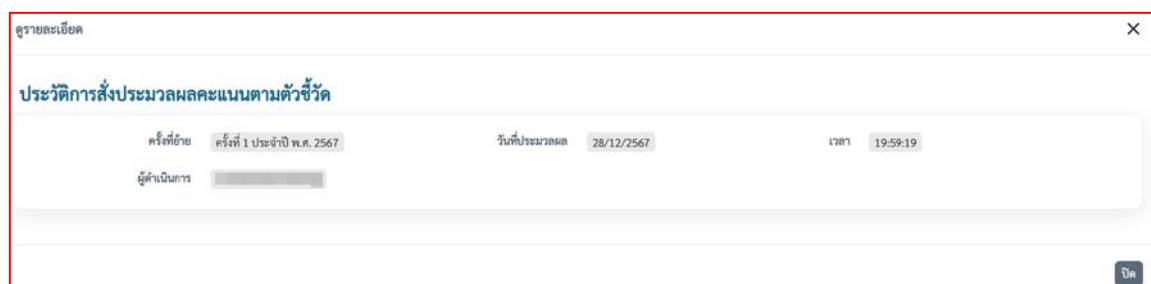 ดูรายละเอียด
ประวัติการสั่งประมวลผลคะแนนตามตัวชี้วัด
ครั้งที่ย้าย ครั้งที่ 1 ประจำปี พ.ศ. 2567 วันที่ประมวลผล 28/12/2567 เวลา 19:59:19
ผู้ดำเนินการ
ปิด